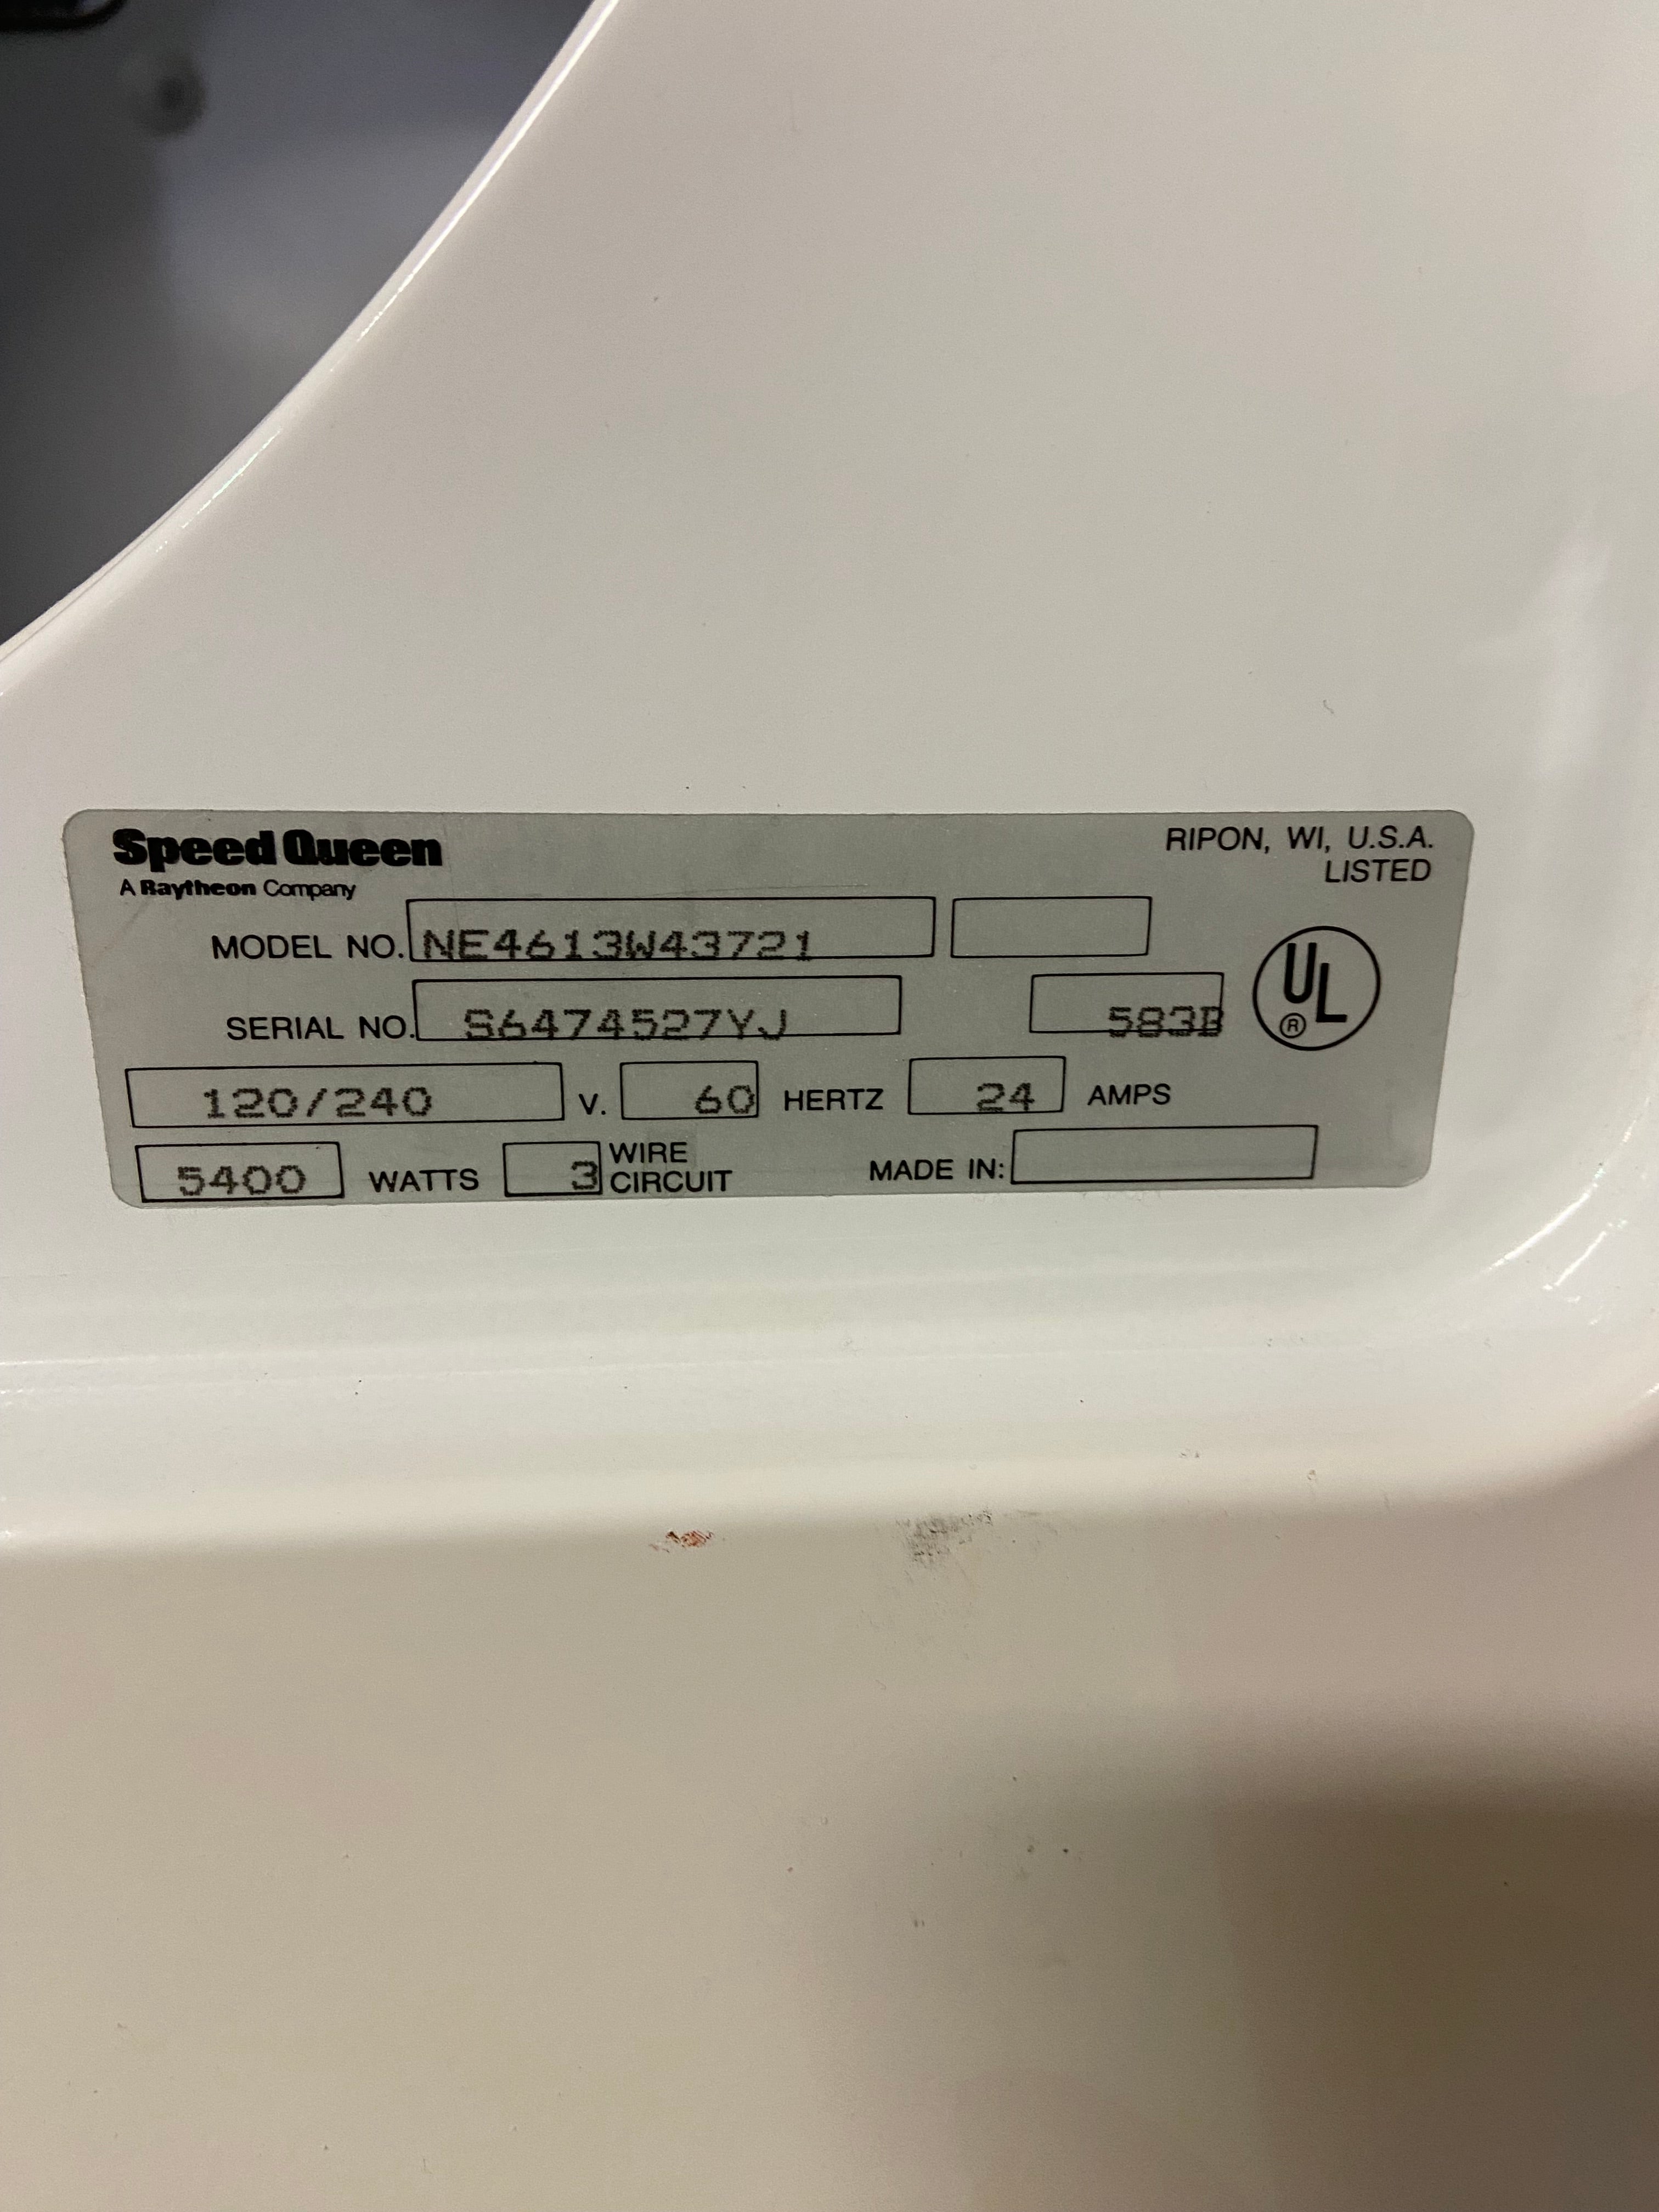 Speed Queen RIPON, WI, U.S.A.
A Raytheon Company LISTED
MODEL NO. NE4613W43721
SERIAL NO. S6474527YJ 583B UL ®
120/240 V. 60 HERTZ 24 AMPS
5400 WATTS 3 WIRE CIRCUIT MADE IN: